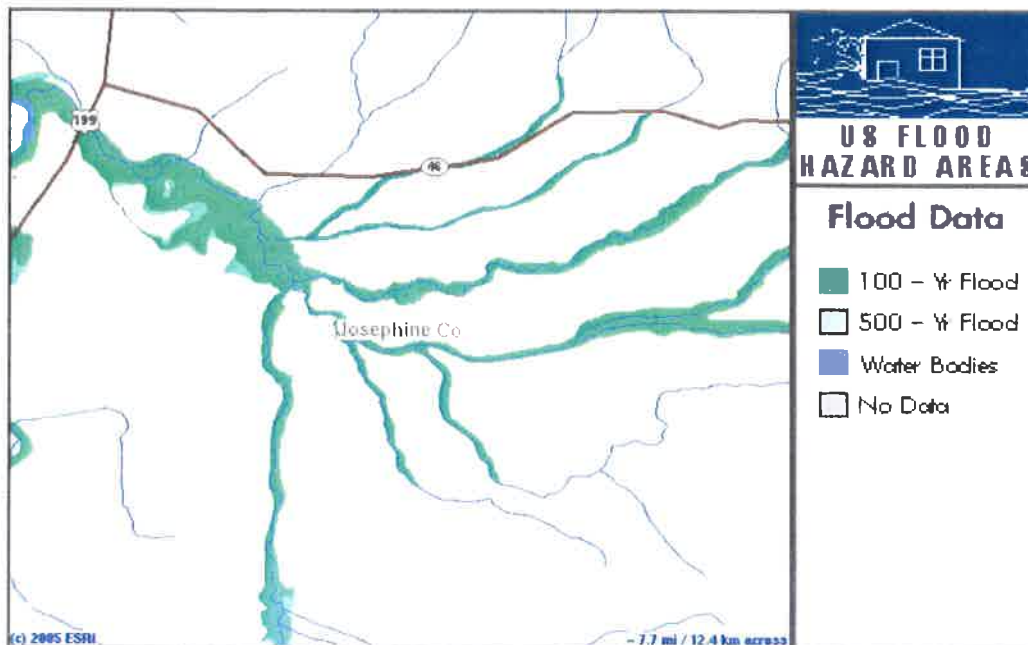 199
46
Josephine Co
(c) 2005 ESRI
~ 7.7 mi / 12.4 km across
US FLOOD
HAZARD AREAS
Flood Data
100 - Yr Flood
500 - Yr Flood
Water Bodies
No Data